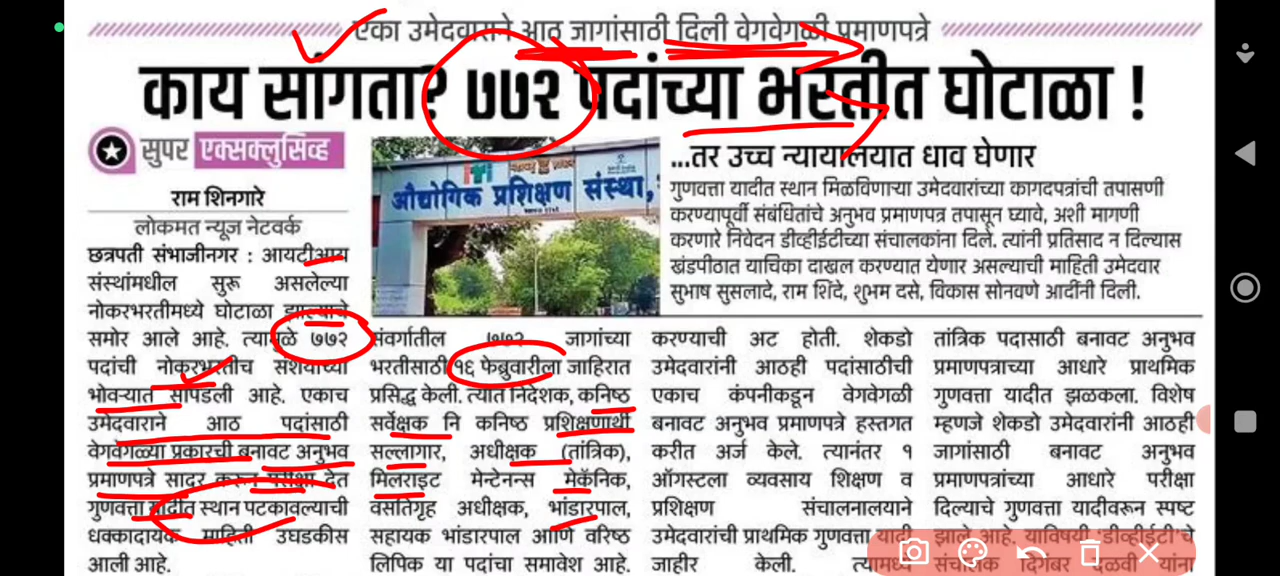 एका उमेदवाराने आठ जागांसाठी दिली वेगवेगळी प्रमाणपत्रे
काय सांगता? ७७२ पदांच्या भरतीत घोटाळा !
सुपर एक्सक्लुसिव्ह
राम शिनगारे
लोकमत न्यूज नेटवर्क
छत्रपती संभाजीनगर : आयटीआय
संस्थांमधील सुरू असलेल्या
नोकरभरतीमध्ये घोटाळा झाल्याचे
समोर आले आहे. त्यामुळे ७७२
पदांची नोकरभरतीच संशयाच्या
भोवऱ्यात सापडली आहे. एकाच
उमेदवाराने आठ पदांसाठी
वेगवेगळ्या प्रकारची बनावट अनुभव
प्रमाणपत्रे सादर करून परीक्षा देत
गुणवत्ता यादीत स्थान पटकावल्याची
धक्कादायक माहिती उघडकीस
आली आहे.
ITI
औद्योगिक प्रशिक्षण संस्था,
...तर उच्च न्यायालयात धाव घेणार
गुणवत्ता यादीत स्थान मिळविणाऱ्या उमेदवारांच्या कागदपत्रांची तपासणी
करण्यापूर्वी संबंधितांचे अनुभव प्रमाणपत्र तपासून घ्यावे, अशी मागणी
करणारे निवेदन डीव्हीईटीच्या संचालकांना दिले. त्यांनी प्रतिसाद न दिल्यास
खंडपीठात याचिका दाखल करण्यात येणार असल्याची माहिती उमेदवार
सुभाष सुसलादे, राम शिंदे, शुभम दसे, विकास सोनवणे आदींनी दिली.
संवर्गातील ७७२ जागांच्या
भरतीसाठी १६ फेब्रुवारीला जाहिरात
प्रसिद्ध केली. त्यात निदेशक, कनिष्ठ
सर्वेक्षक नि कनिष्ठ प्रशिक्षणार्थी
सल्लागार, अधीक्षक (तांत्रिक),
मिलराइट मेन्टेनन्स मेकॅनिक,
वसतिगृह अधीक्षक, भांडारपाल,
सहायक भांडारपाल आणि वरिष्ठ
लिपिक या पदांचा समावेश आहे.
करण्याची अट होती. शेकडो
उमेदवारांनी आठही पदांसाठीची
एकाच कंपनीकडून वेगवेगळी
बनावट अनुभव प्रमाणपत्रे हस्तगत
करीत अर्ज केले. त्यानंतर १
ऑगस्टला व्यवसाय शिक्षण व
प्रशिक्षण संचालनालयाने
उमेदवारांची प्राथमिक गुणवत्ता यादी
जाहीर केली. त्यामध्ये
तांत्रिक पदासाठी बनावट अनुभव
प्रमाणपत्राच्या आधारे प्राथमिक
गुणवत्ता यादीत झळकला. विशेष
म्हणजे शेकडो उमेदवारांनी आठही
जागांसाठी बनावट अनुभव
प्रमाणपत्रांच्या आधारे परीक्षा
दिल्याचे गुणवत्ता यादीवरून स्पष्ट
झाले आहे. याविषयी डीव्हीईटी'चे
संचालक दिगंबर दळवी यांना